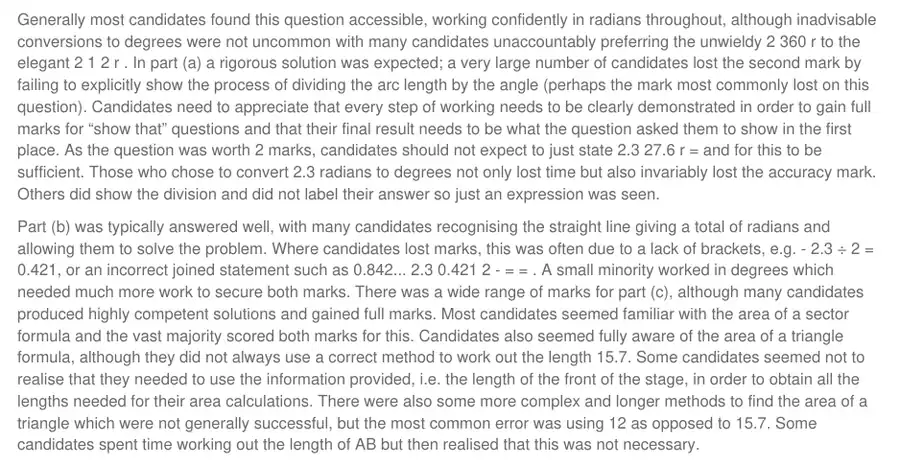 Generally most candidates found this question accessible, working confidently in radians throughout, although inadvisable
conversions to degrees were not uncommon with many candidates unaccountably preferring the unwieldy 2 360 r to the
elegant 2 1 2 r . In part (a) a rigorous solution was expected; a very large number of candidates lost the second mark by
failing to explicitly show the process of dividing the arc length by the angle (perhaps the mark most commonly lost on this
question). Candidates need to appreciate that every step of working needs to be clearly demonstrated in order to gain full
marks for “show that” questions and that their final result needs to be what the question asked them to show in the first
place. As the question was worth 2 marks, candidates should not expect to just state 2.3 27.6 r = and for this to be
sufficient. Those who chose to convert 2.3 radians to degrees not only lost time but also invariably lost the accuracy mark.
Others did show the division and did not label their answer so just an expression was seen.
Part (b) was typically answered well, with many candidates recognising the straight line giving a total of radians and
allowing them to solve the problem. Where candidates lost marks, this was often due to a lack of brackets, e.g. - 2.3 ÷ 2 =
0.421, or an incorrect joined statement such as 0.842... 2.3 0.421 2 - = = . A small minority worked in degrees which
needed much more work to secure both marks. There was a wide range of marks for part (c), although many candidates
produced highly competent solutions and gained full marks. Most candidates seemed familiar with the area of a sector
formula and the vast majority scored both marks for this. Candidates also seemed fully aware of the area of a triangle
formula, although they did not always use a correct method to work out the length 15.7. Some candidates seemed not to
realise that they needed to use the information provided, i.e. the length of the front of the stage, in order to obtain all the
lengths needed for their area calculations. There were also some more complex and longer methods to find the area of a
triangle which were not generally successful, but the most common error was using 12 as opposed to 15.7. Some
candidates spent time working out the length of AB but then realised that this was not necessary.